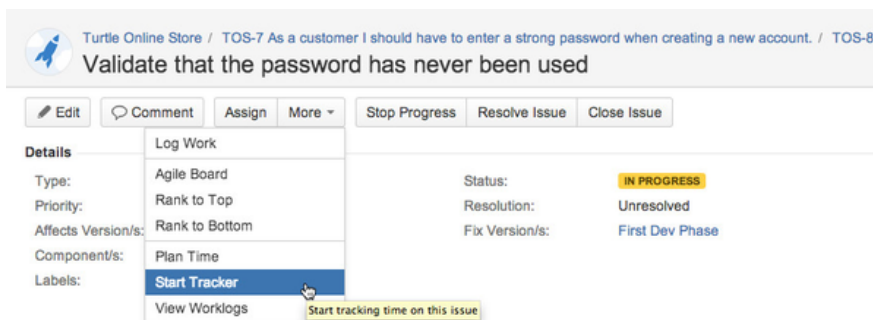 Turtle Online Store / TOS-7 As a customer I should have to enter a strong password when creating a new account. / TOS-8
Validate that the password has never been used
Edit Comment Assign More Stop Progress Resolve Issue Close Issue
Log Work
Details
Agile Board
Type: Status: IN PROGRESS
Rank to Top
Priority: Resolution: Unresolved
Rank to Bottom
Affects Version/s: Fix Version/s: First Dev Phase
Component/s: Plan Time
Labels: Start Tracker
View Worklogs Start tracking time on this issue